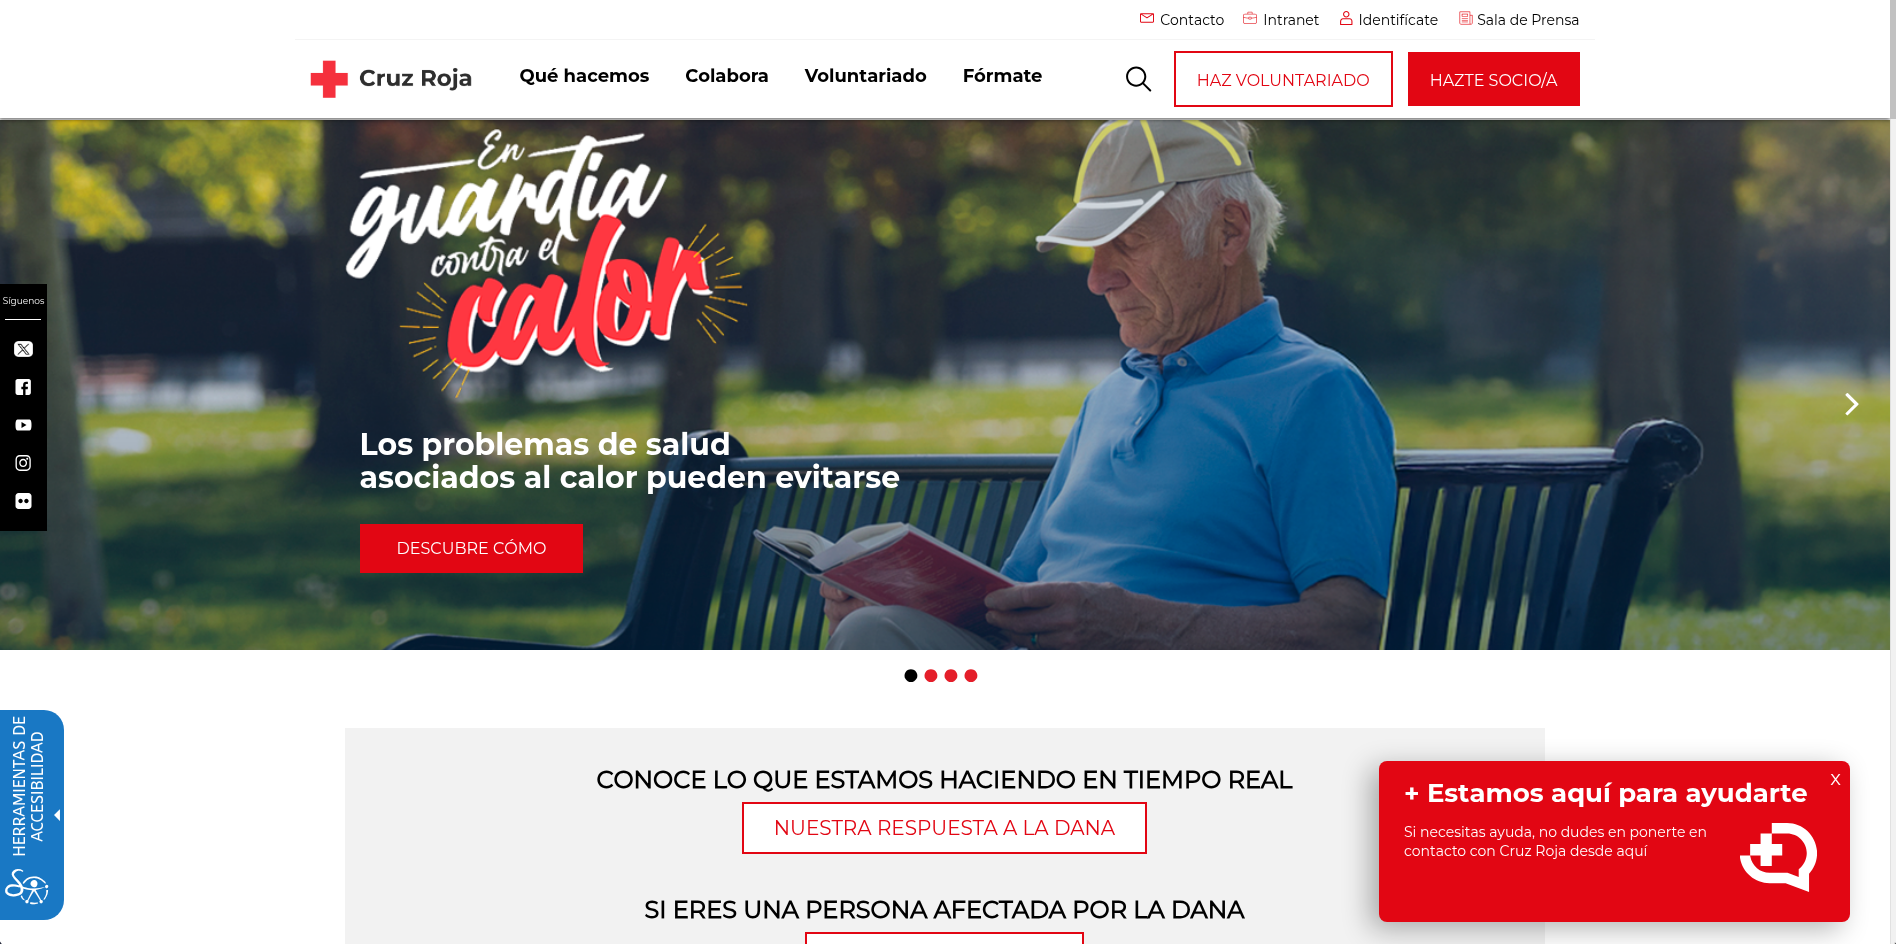 Contacto
Intranet
Identifícate
Sala de Prensa
Cruz Roja
Qué hacemos
Colabora
Voluntariado
Fórmate
HAZ VOLUNTARIADO
HAZTE SOCIO/A
En
guardia
contra el
calor
Síguenos
Los problemas de salud
asociados al calor pueden evitarse
DESCUBRE CÓMO
HERRAMIENTAS DE
ACCESIBILIDAD
CONOCE LO QUE ESTAMOS HACIENDO EN TIEMPO REAL
NUESTRA RESPUESTA A LA DANA
SI ERES UNA PERSONA AFECTADA POR LA DANA
X
+ Estamos aquí para ayudarte
Si necesitas ayuda, no dudes en ponerte en
contacto con Cruz Roja desde aquí